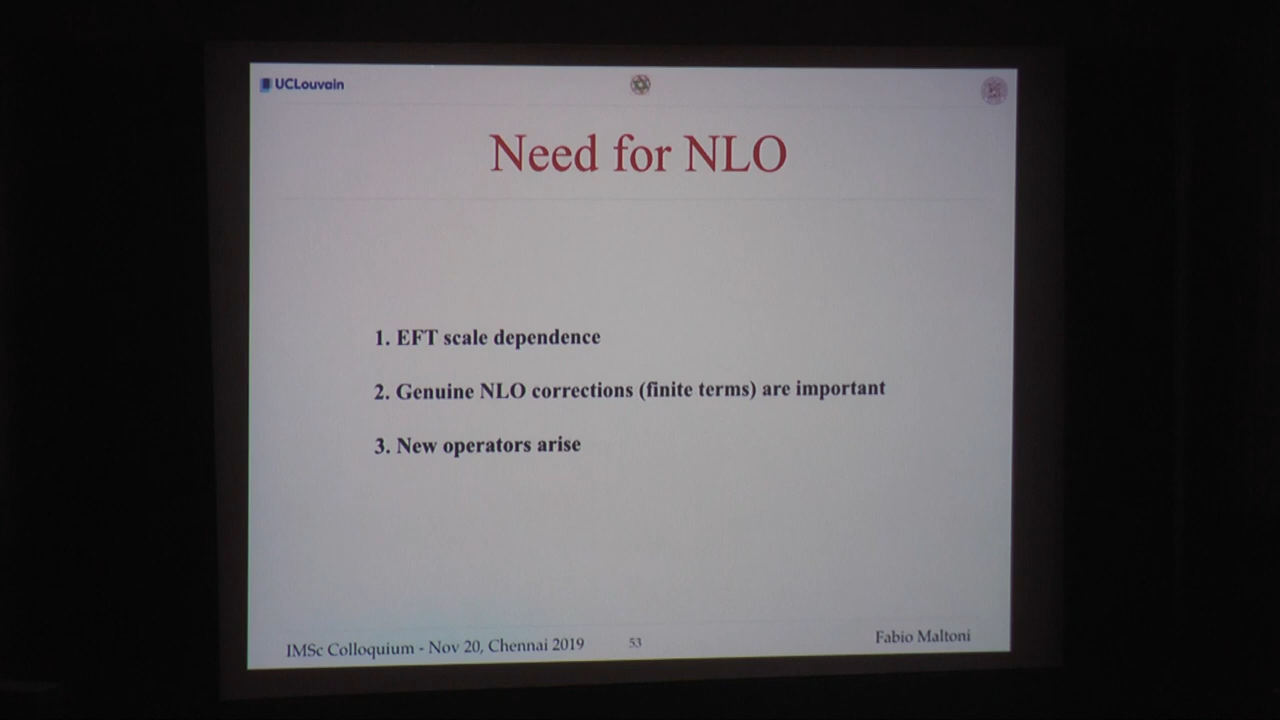 UCLouvain
Need for NLO
1. EFT scale dependence
2. Genuine NLO corrections (finite terms) are important
3. New operators arise
IMSc Colloquium - Nov 20, Chennai 2019
53
Fabio Maltoni